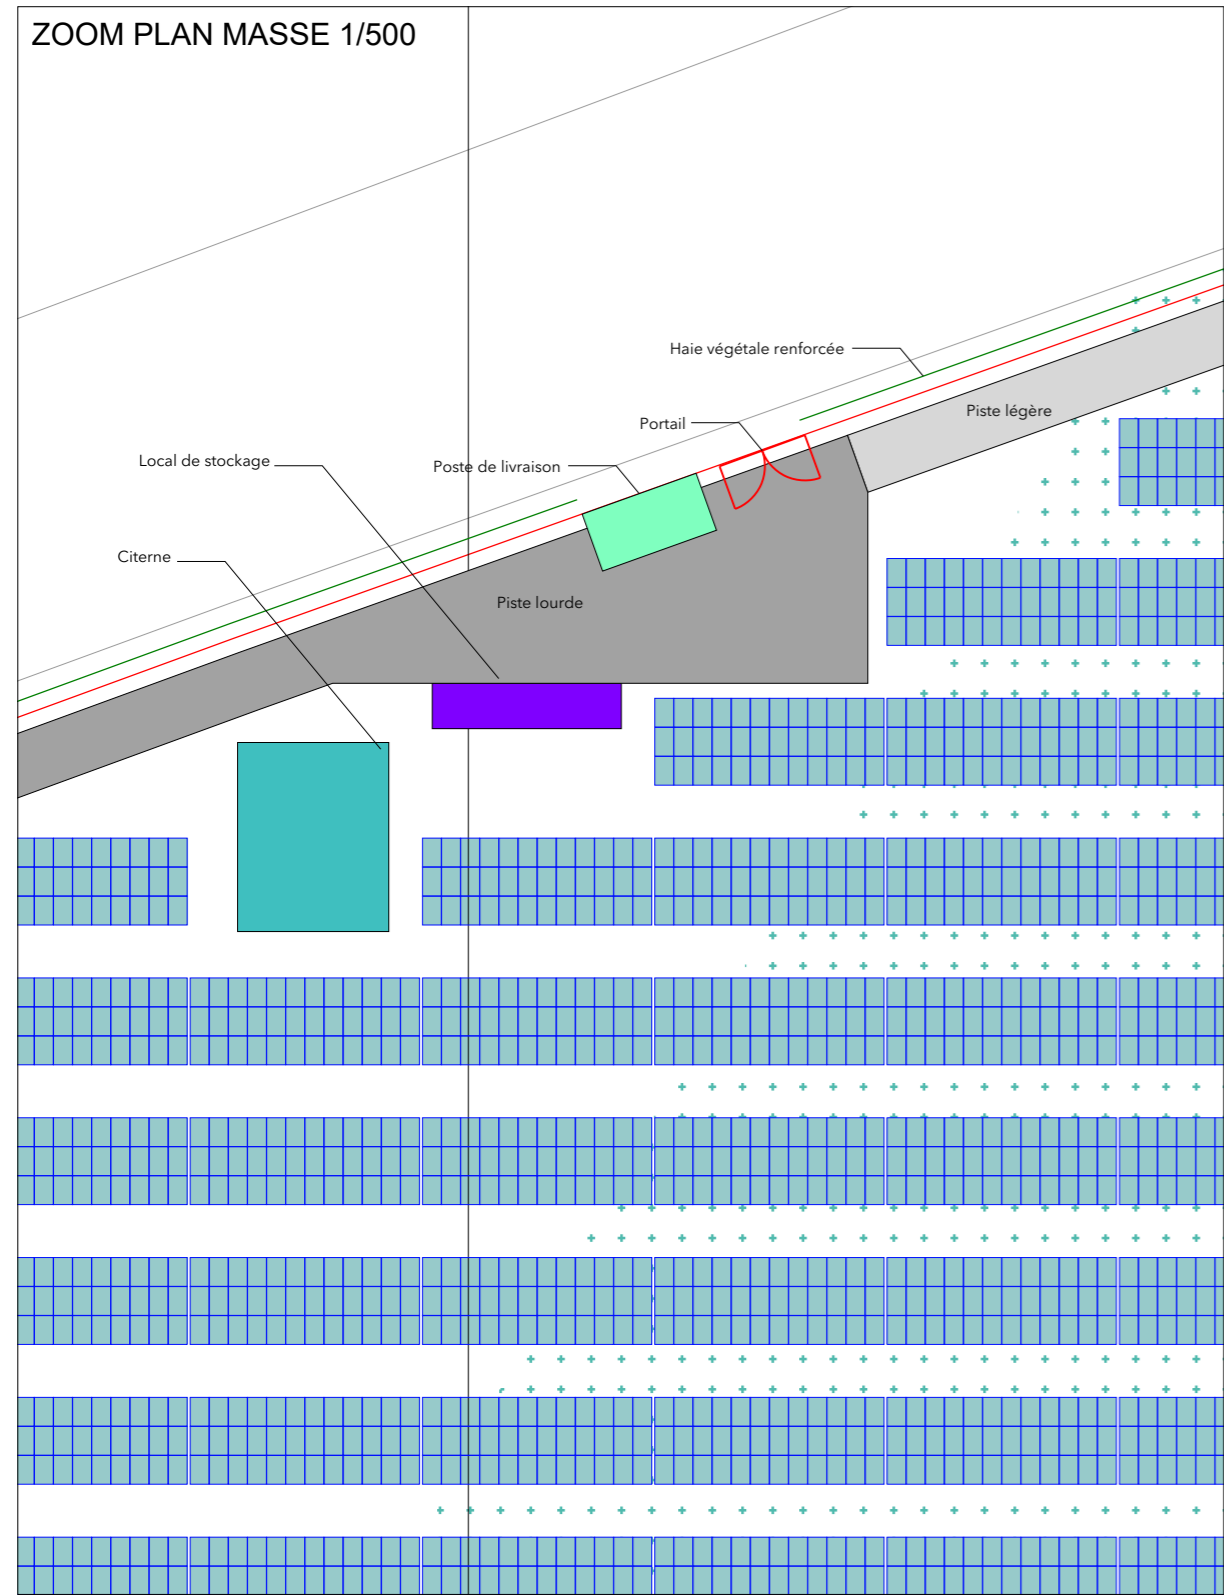 ZOOM PLAN MASSE 1/500
Haie végétale renforcée
Piste légère
Portail
Local de stockage
Poste de livraison
Citerne
Piste lourde